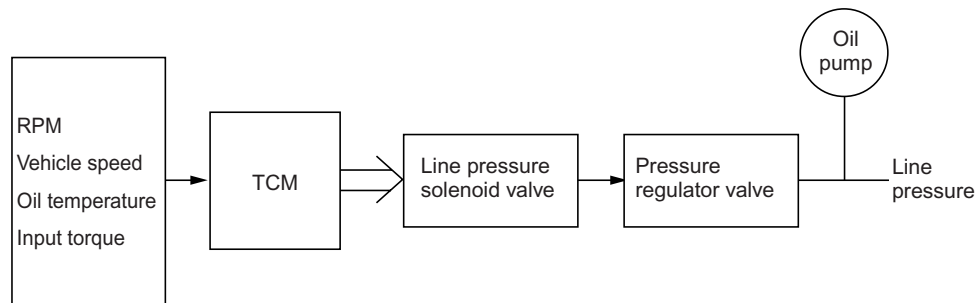 RPM
Vehicle speed
Oil temperature
Input torque
TCM
Line pressure
solenoid valve
Pressure
regulator valve
Oil
pump
Line
pressure